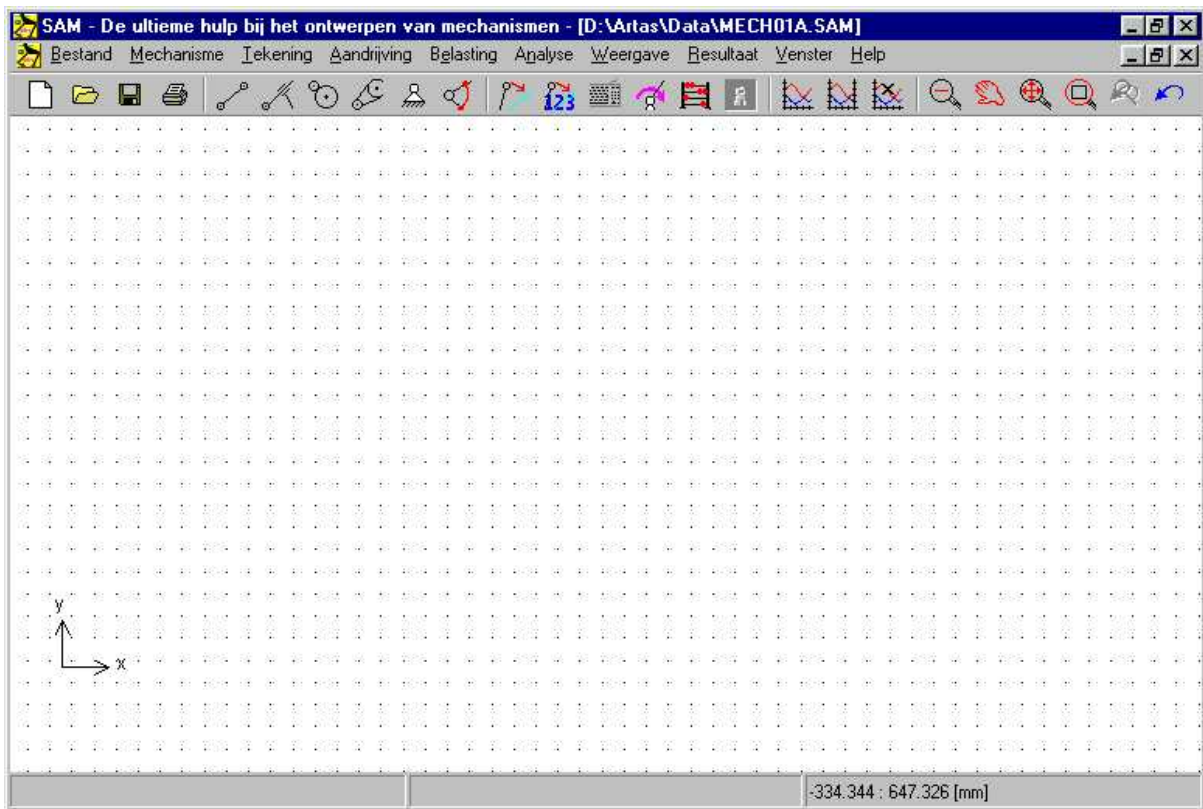 SAM - De ultieme hulp bij het ontwerpen van mechanismen - [D:\Artas\Data\MECH01A.SAM]
Bestand Mechanisme Tekening Aandrijving Belasting Analyse Weergave Resultaat Venster Help
123
y
x
-334.344 : 647.326 [mm]